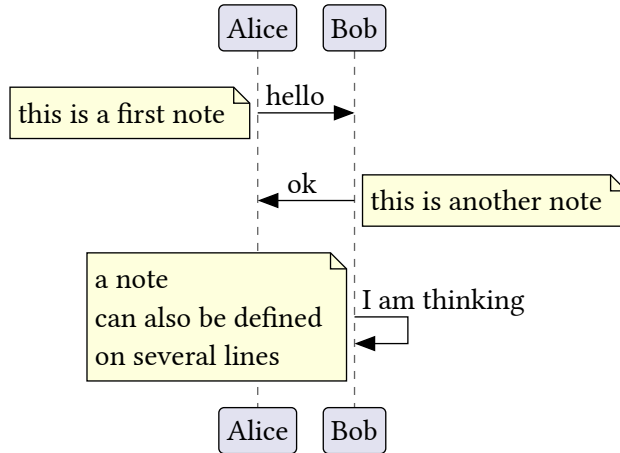 Alice Bob
hello
this is a first note
ok
this is another note
a note
can also be defined
on several lines
I am thinking
Alice Bob